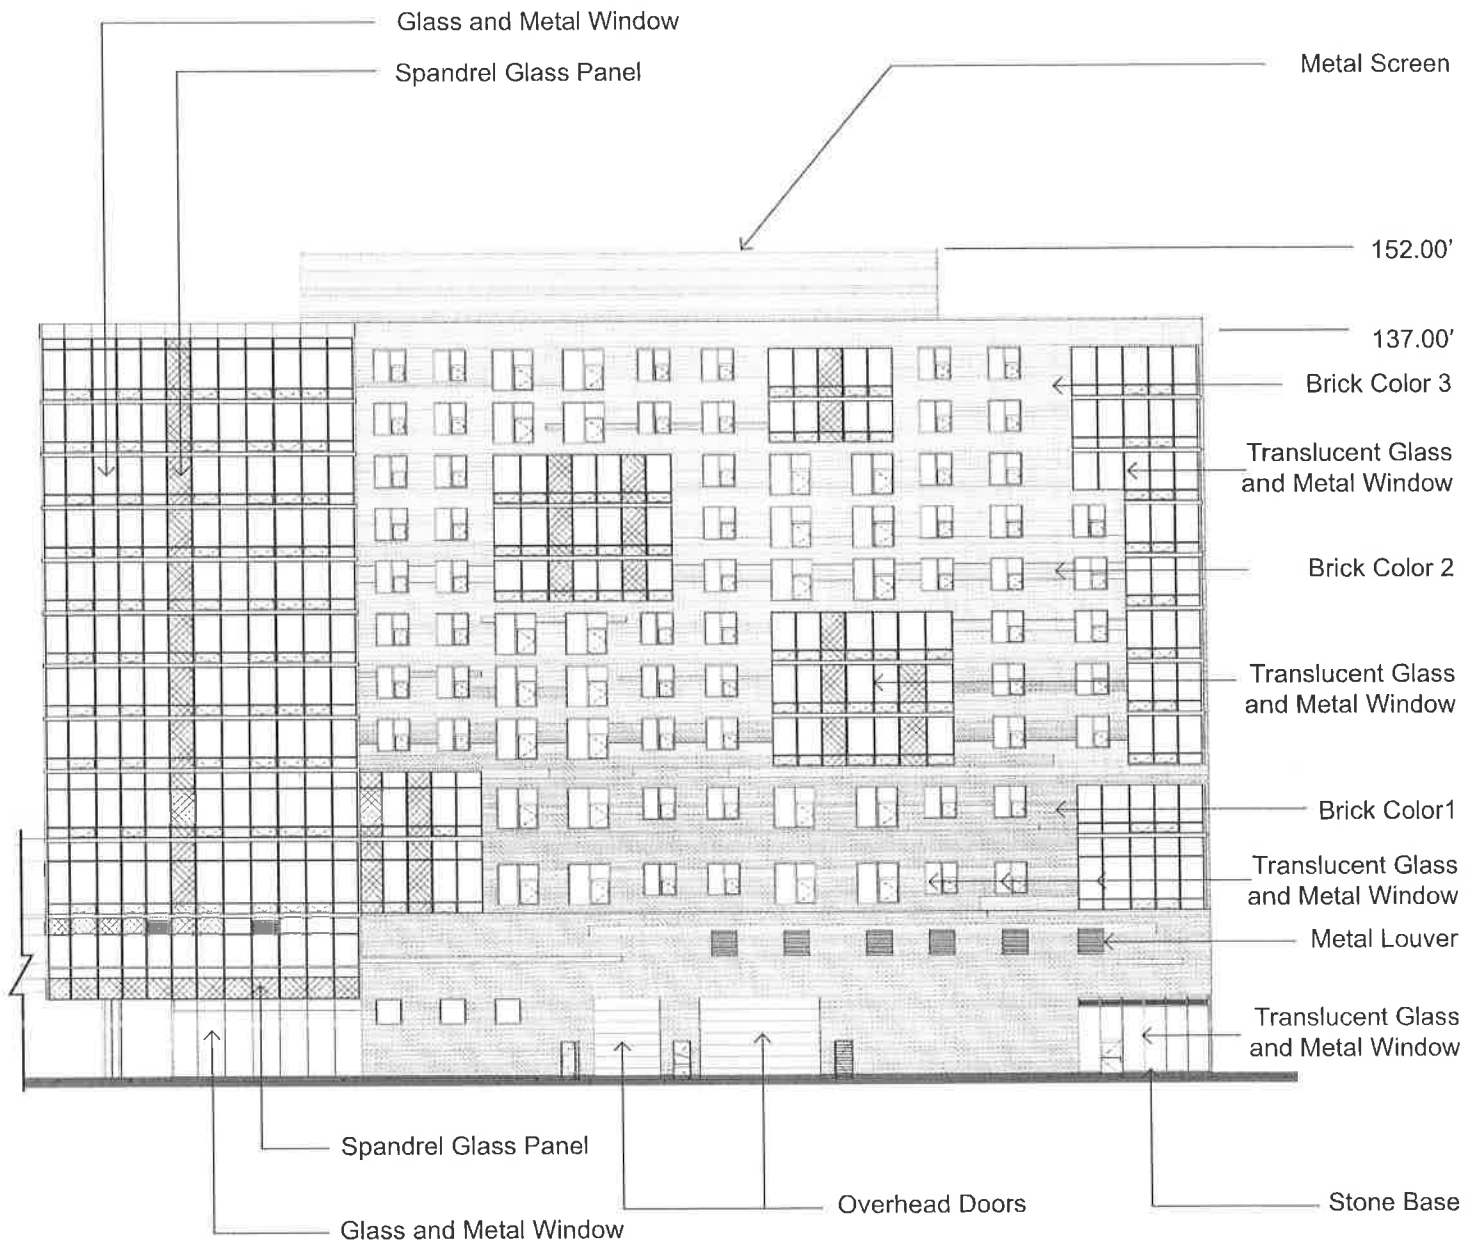 Glass and Metal Window
Spandrel Glass Panel
Metal Screen
152.00'
137.00'
Brick Color 3
Translucent Glass
and Metal Window
Brick Color 2
Translucent Glass
and Metal Window
Brick Color1
Translucent Glass
and Metal Window
Metal Louver
Translucent Glass
and Metal Window
Spandrel Glass Panel
Overhead Doors
Stone Base
Glass and Metal Window